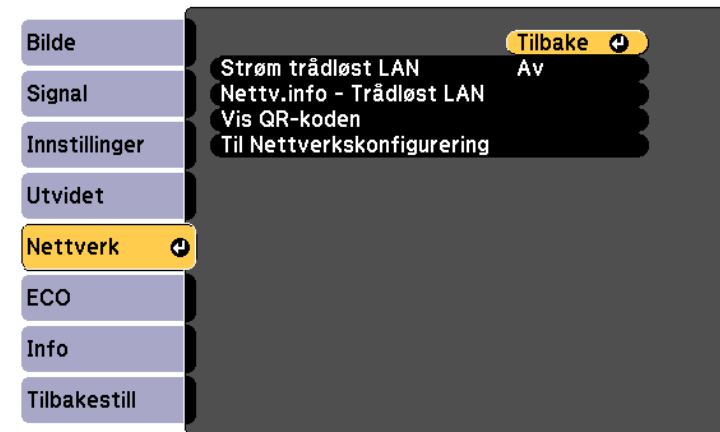 Bilde
Signal
Innstillinger
Utvidet
Nettverk
ECO
Info
Tilbakestill
Tilbake
Strøm trådløst LAN Av
Nettv.info - Trådløst LAN
Vis QR-koden
Til Nettverkskonfigurering